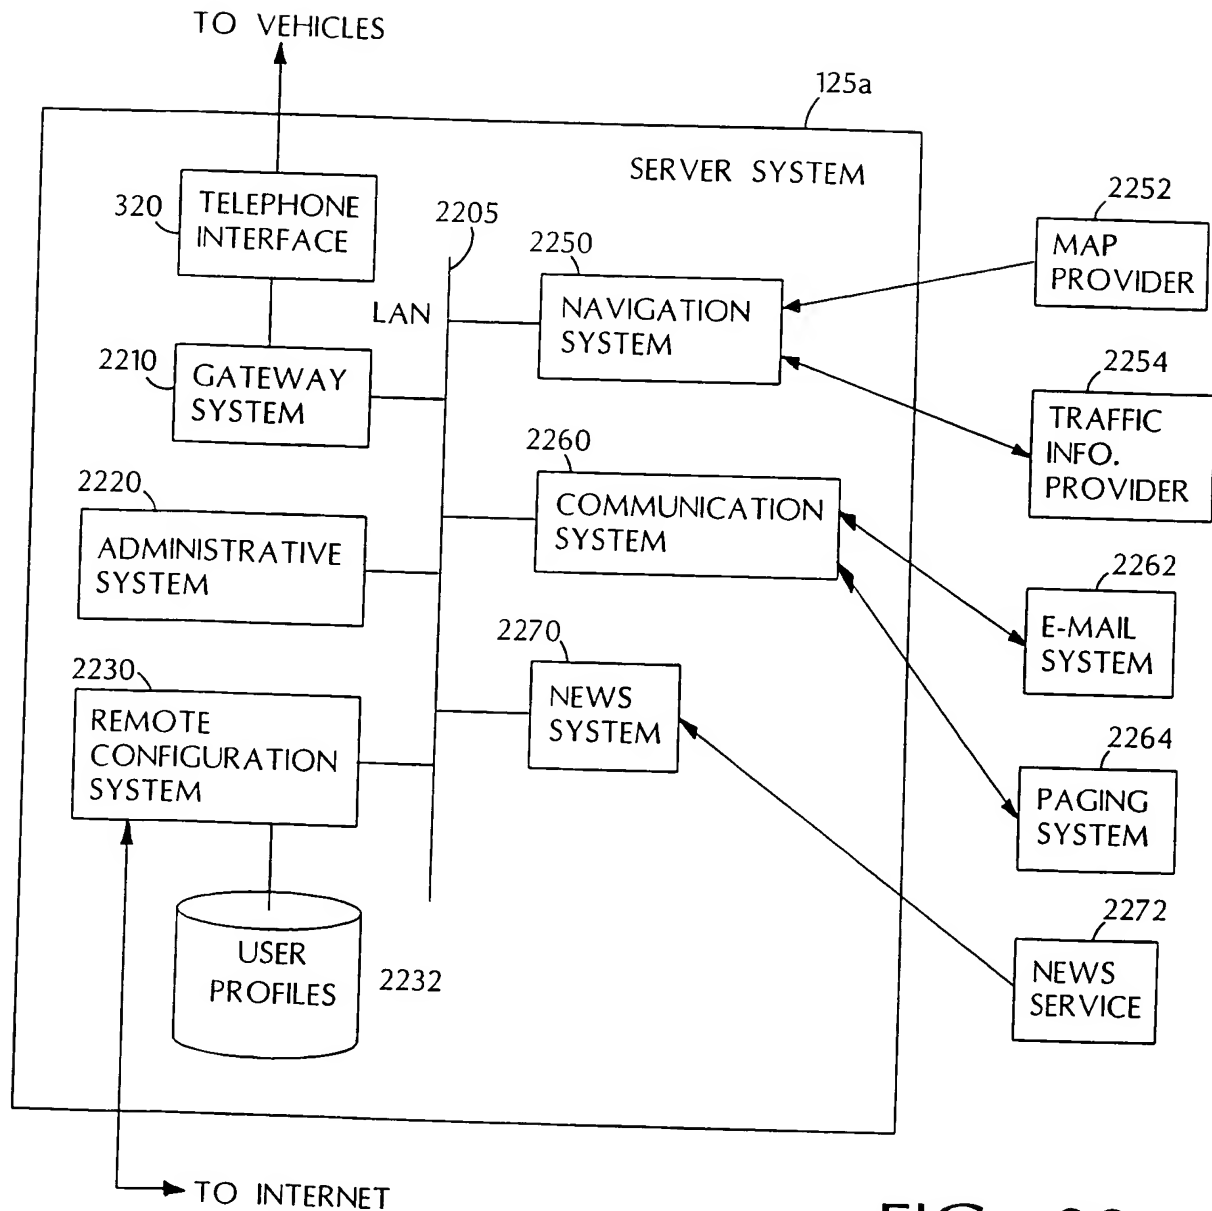 TO VEHICLES
125a
SERVER SYSTEM
320
TELEPHONE
INTERFACE
2205
LAN
2210
GATEWAY
SYSTEM
2220
ADMINISTRATIVE
SYSTEM
2230
REMOTE
CONFIGURATION
SYSTEM
USER
PROFILES
2232
TO INTERNET
2250
NAVIGATION
SYSTEM
2260
COMMUNICATION
SYSTEM
2270
NEWS
SYSTEM
2252
MAP
PROVIDER
2254
TRAFFIC
INFO.
PROVIDER
2262
E-MAIL
SYSTEM
2264
PAGING
SYSTEM
2272
NEWS
SERVICE